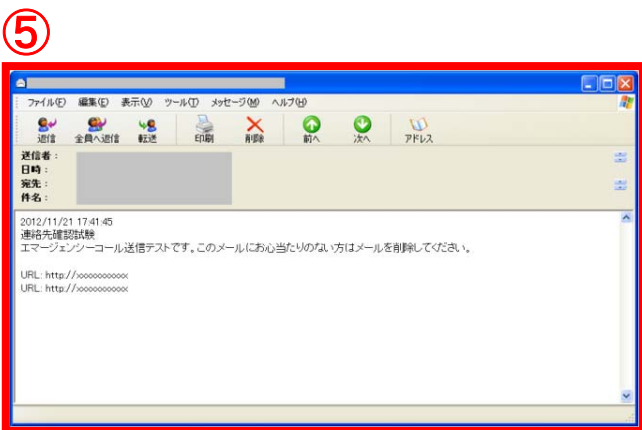 ⑤
ファイル(F) 編集(E) 表示(V) ツール(T) メッセージ(M) ヘルプ(H)
返信 全員へ返信 転送 印刷 削除 前へ 次へ アドレス
送信者:
日時:
宛先:
件名:
2012/11/21 17:41:45
連絡先確認試験
エマージェンシーコール送信テストです。このメールにお心当たりのない方はメールを削除してください。
URL: http://xxxxxxxxxxx
URL: http://xxxxxxxxxxx